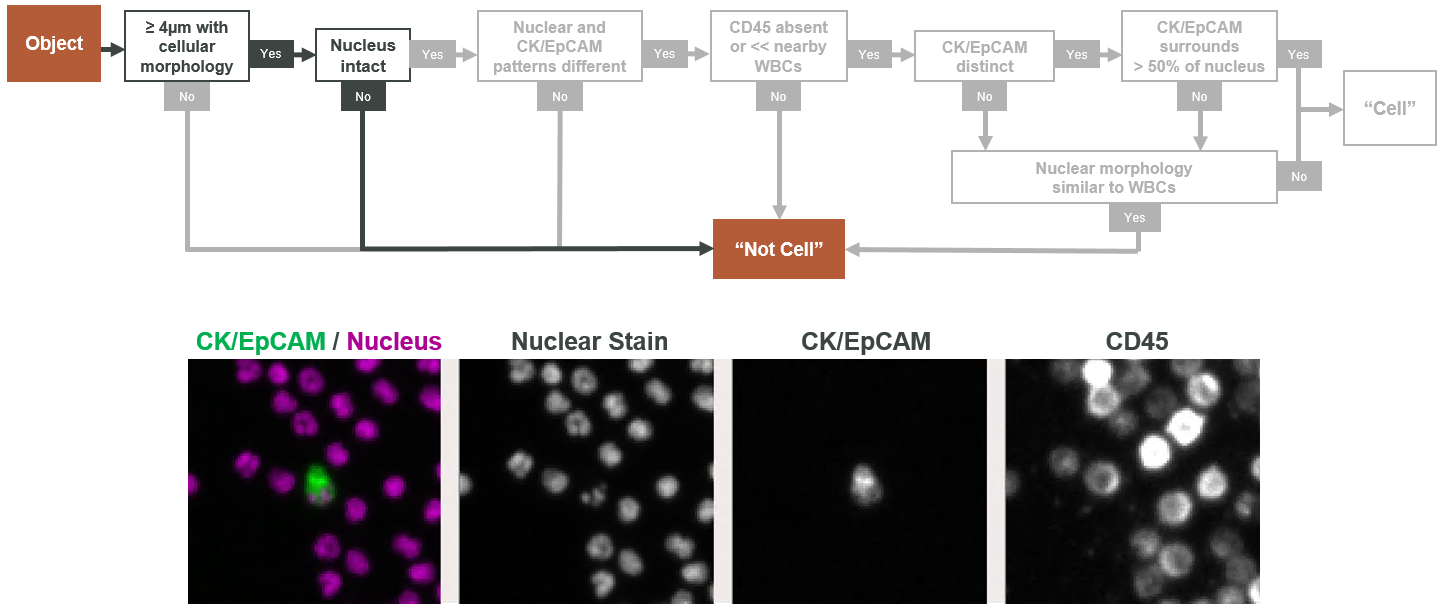 Object
≥ 4µm with
cellular
morphology
Yes
No
Nucleus
intact
Yes
No
Nuclear and
CK/EpCAM
patterns different
Yes
No
CD45 absent
or << nearby
WBCs
Yes
No
CK/EpCAM
distinct
Yes
No
CK/EpCAM
surrounds
> 50% of nucleus
Yes
No
“Cell”
Nuclear morphology
similar to WBCs
No
Yes
“Not Cell”
CK/EpCAM / Nucleus
Nuclear Stain
CK/EpCAM
CD45